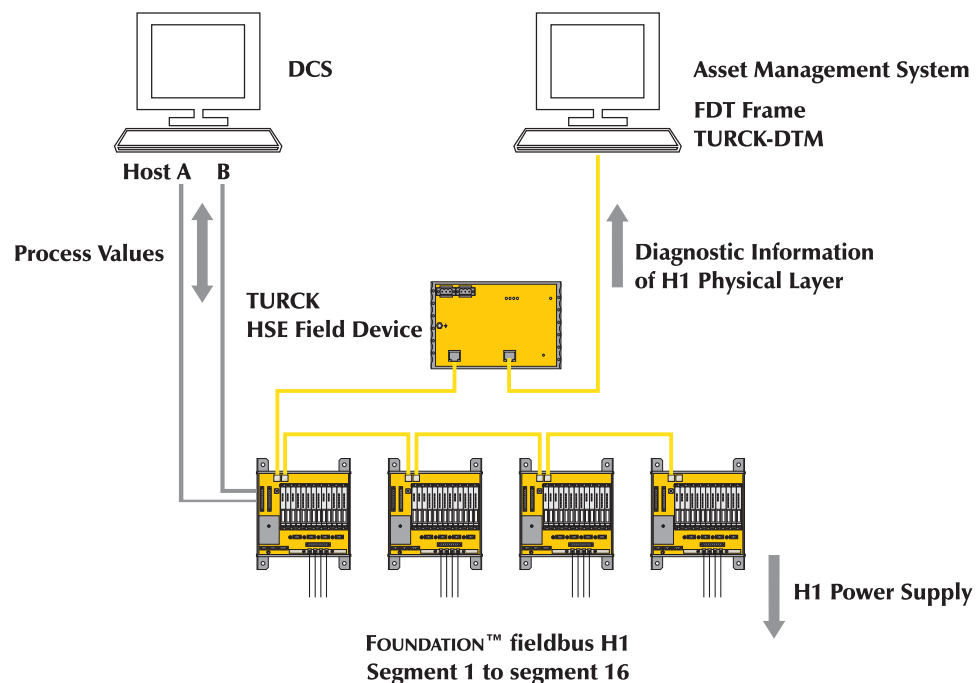 DCS
Asset Management System
FDT Frame
TURCK-DTM
Host A B
Process Values
Diagnostic Information
of H1 Physical Layer
TURCK
HSE Field Device
H1 Power Supply
FOUNDATION™ fieldbus H1
Segment 1 to segment 16